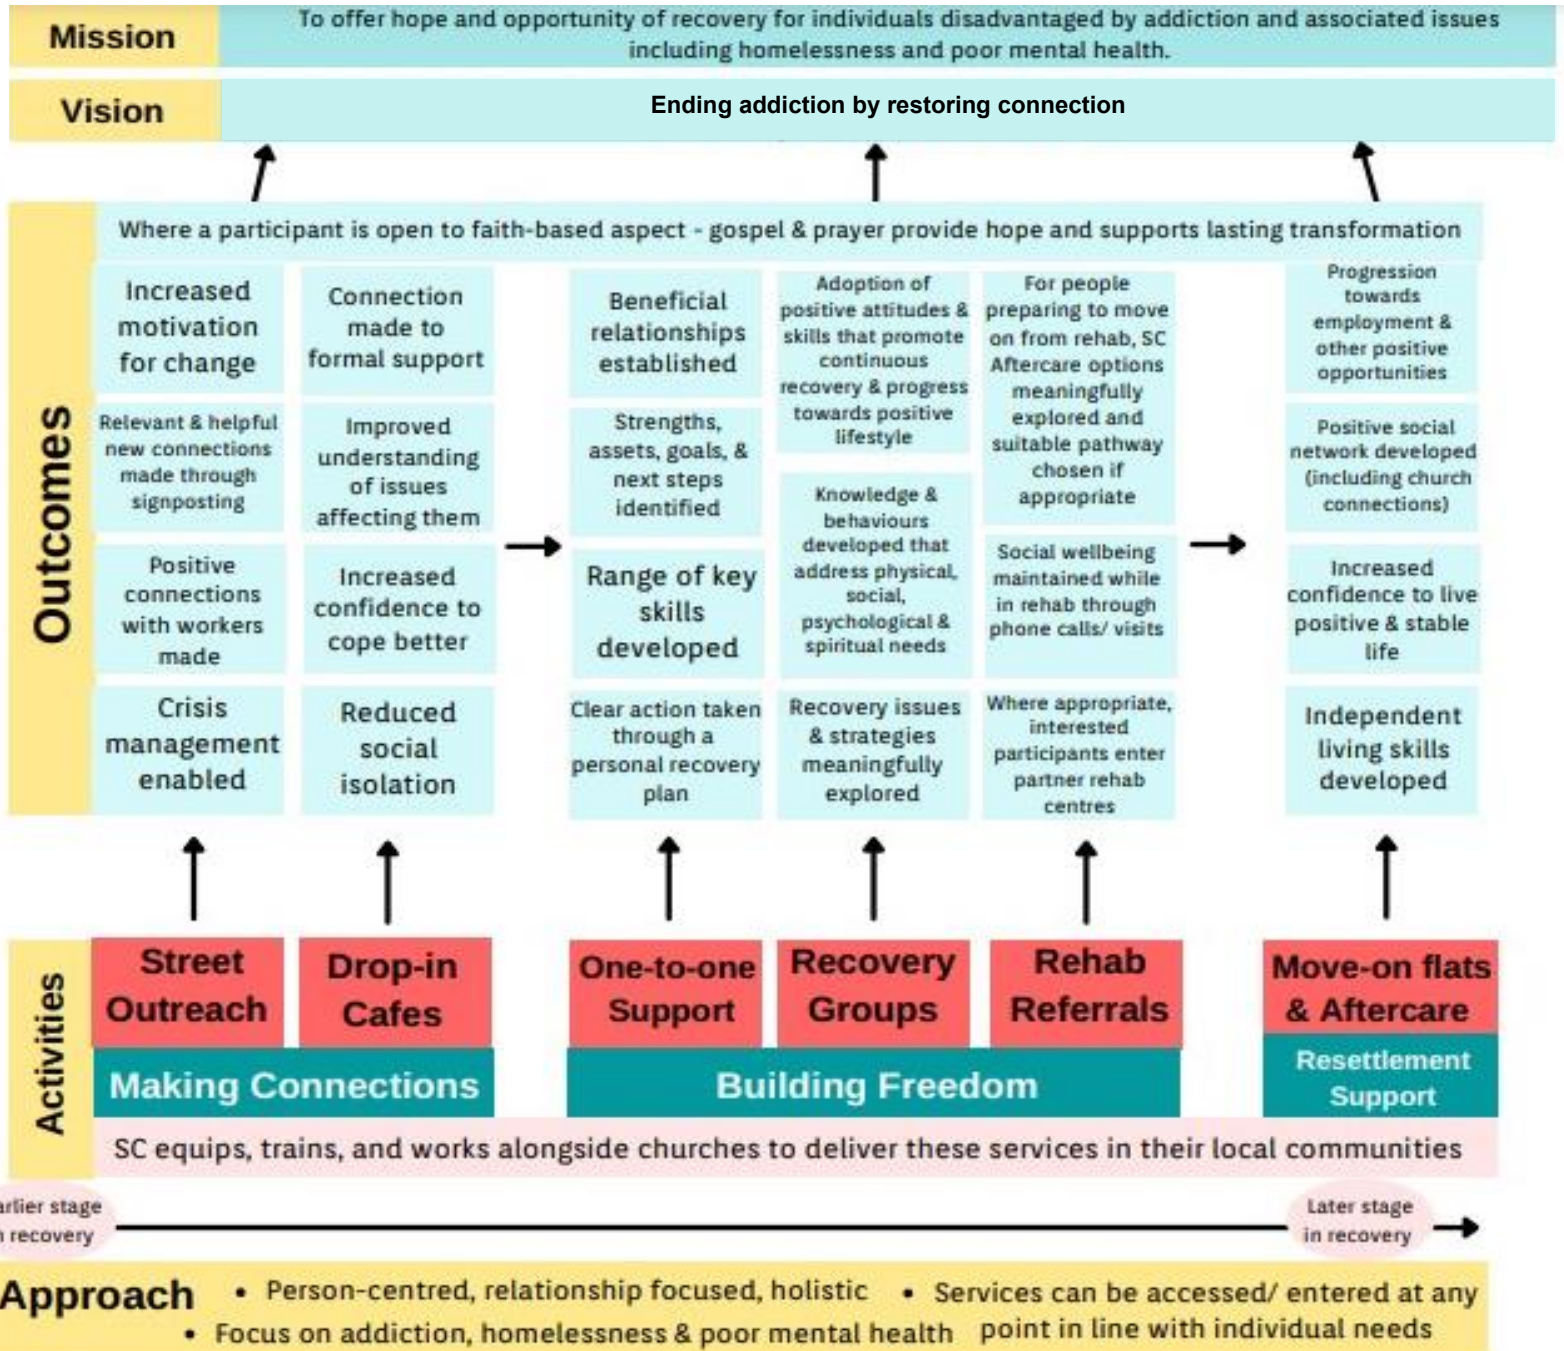 Mission
To offer hope and opportunity of recovery for individuals disadvantaged by addiction and associated issues
including homelessness and poor mental health.
Vision
Ending addiction by restoring connection
Outcomes
Where a participant is open to faith-based aspect - gospel & prayer provide hope and supports lasting transformation
Increased
motivation
for change
Relevant & helpful
new connections
made through
signposting
Positive
connections
with workers
made
Crisis
management
enabled
Connection
made to
formal support
Improved
understanding
of issues
affecting them
Increased
confidence to
cope better
Reduced
social
isolation
Beneficial
relationships
established
Strengths,
assets, goals, &
next steps
identified
Range of key
skills
developed
Clear action taken
through a
personal recovery
plan
Adoption of
positive attitudes &
skills that promote
continuous
recovery & progress
towards positive
lifestyle
Knowledge &
behaviours
developed that
address physical,
social,
psychological &
spiritual needs
Recovery issues
& strategies
meaningfully
explored
For people
preparing to move
on from rehab, SC
Aftercare options
meaningfully
explored and
suitable pathway
chosen if
appropriate
Social wellbeing
maintained while
in rehab through
phone calls/ visits
Where appropriate,
interested
participants enter
partner rehab
centres
Progression
towards
employment &
other positive
opportunities
Positive social
network developed
(including church
connections)
Increased
confidence to live
positive & stable
life
Independent
living skills
developed
Activities
Street
Outreach
Drop-in
Cafes
One-to-one
Support
Recovery
Groups
Rehab
Referrals
Move-on flats
& Aftercare
Making Connections
Building Freedom
Resettlement
Support
SC equips, trains, and works alongside churches to deliver these services in their local communities
arlier stage
n recovery
Later stage
in recovery
Approach
• Person-centred, relationship focused, holistic
• Focus on addiction, homelessness & poor mental health
• Services can be accessed/ entered at any
point in line with individual needs